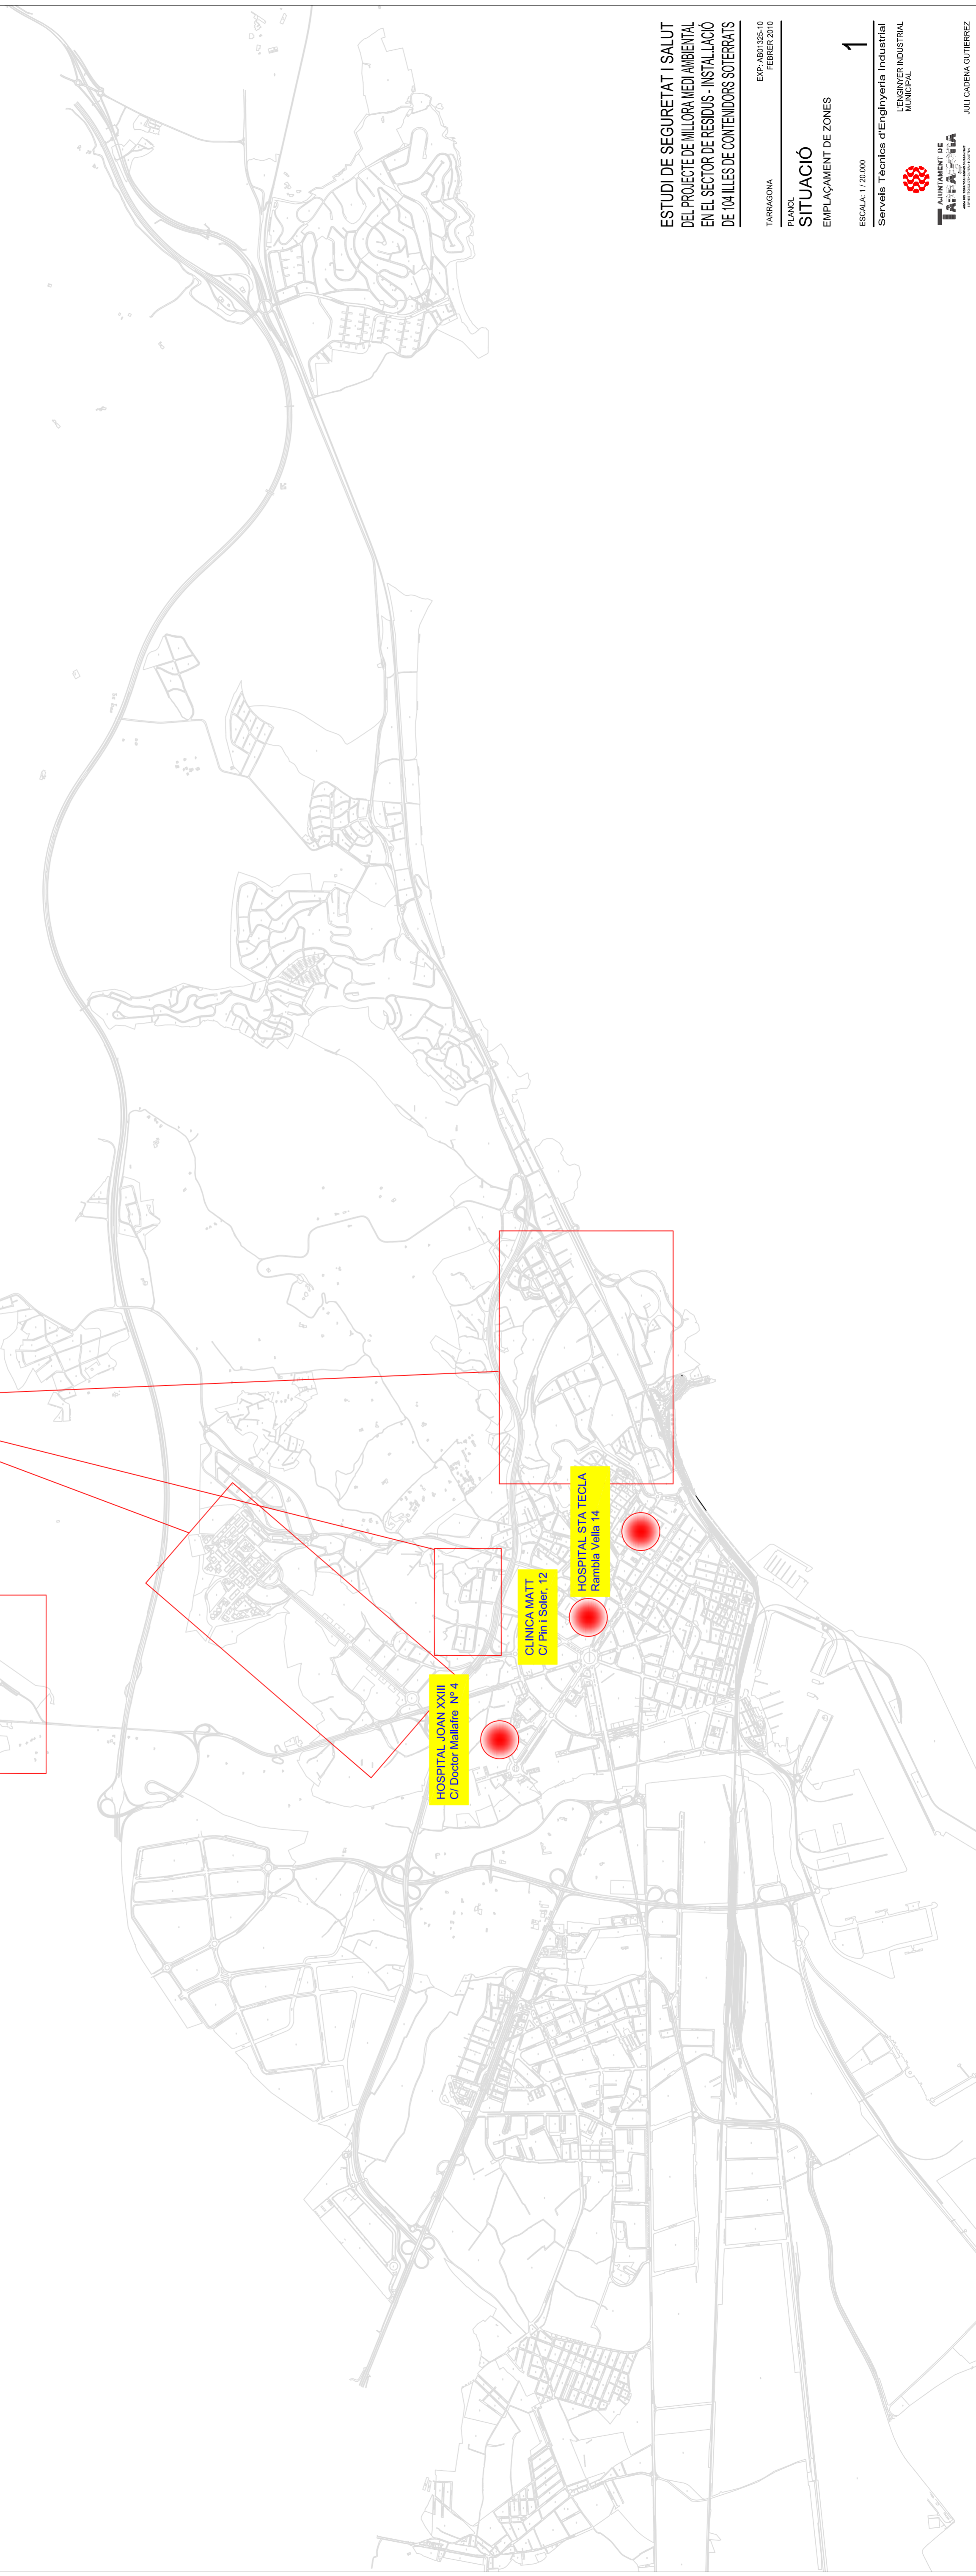 ESTUDI DE SEGURETAT I SALUT
DEL PROJECTE DE MILLORA MEDI AMBIENTAL
EN EL SECTOR DE RESIDUS - INSTAL.LACIÓ
DE 104 ILLES DE CONTENIDORS SOTERRATS
EXP: AB01325-10
TARRAGONA FEBRER 2010
PLANOL
SITUACIÓ
EMPLAÇAMENT DE ZONES
ESCALA: 1 / 20.000
1
Serveis Tècnics d'Enginyeria Industrial
L'ENGINYER INDUSTRIAL
MUNICIPAL
AJUNTAMENT DE
TARRAGONA
JULI CADENA GUTIERREZ
HOSPITAL JOAN XXIII
C/ Doctor Mallafre Nº 4
CLINICA MATT
C/ Pin i Soler, 12
HOSPITAL STA TECLA
Rambla Vella 14